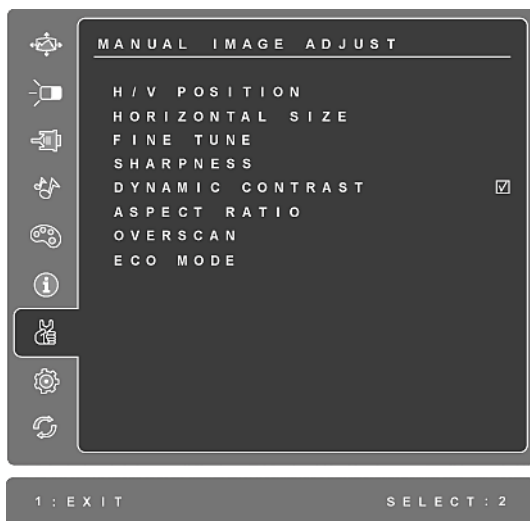 MANUAL IMAGE ADJUST
H/V POSITION
HORIZONTAL SIZE
FINE TUNE
SHARPNESS
DYNAMIC CONTRAST
ASPECT RATIO
OVERSCAN
ECO MODE
1:EXIT SELECT:2